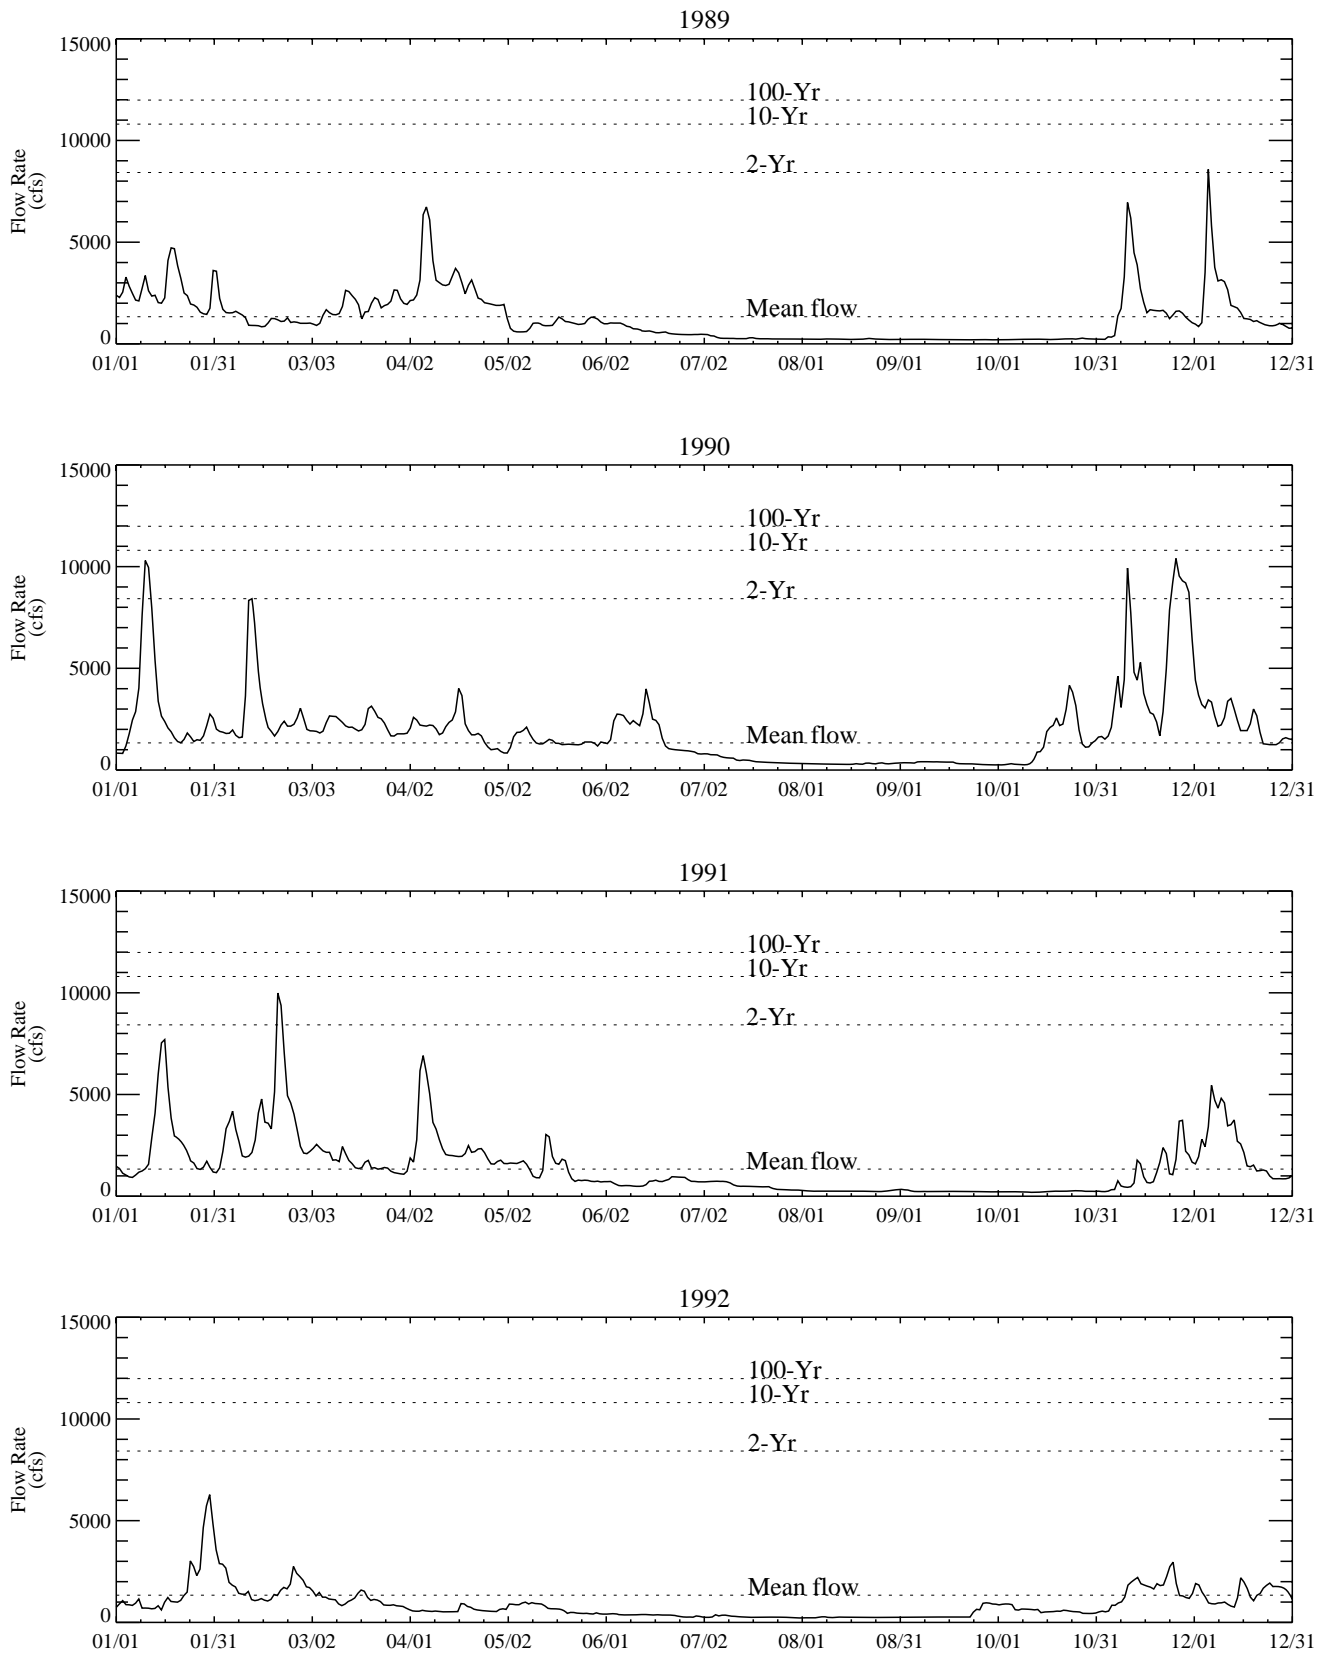 1989
15000
100-Yr
10-Yr
10000
2-Yr
Flow Rate
(cfs)
5000
Mean flow
0
01/01 01/31 03/03 04/02 05/02 06/02 07/02 08/01 09/01 10/01 10/31 12/01 12/31
1990
15000
100-Yr
10-Yr
10000
2-Yr
Flow Rate
(cfs)
5000
Mean flow
0
01/01 01/31 03/03 04/02 05/02 06/02 07/02 08/01 09/01 10/01 10/31 12/01 12/31
1991
15000
100-Yr
10-Yr
10000
2-Yr
Flow Rate
(cfs)
5000
Mean flow
0
01/01 01/31 03/03 04/02 05/02 06/02 07/02 08/01 09/01 10/01 10/31 12/01 12/31
1992
15000
100-Yr
10-Yr
10000
2-Yr
Flow Rate
(cfs)
5000
Mean flow
0
01/01 01/31 03/02 04/02 05/02 06/01 07/02 08/01 08/31 10/01 10/31 12/01 12/31